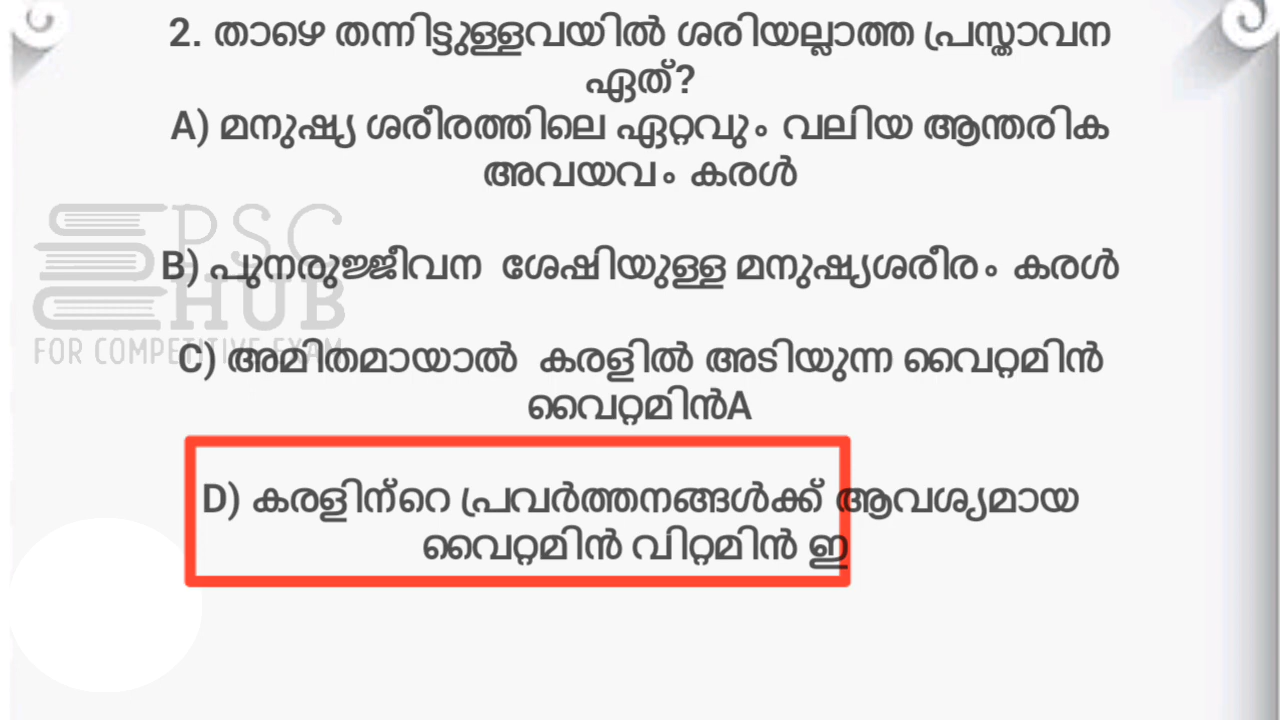 2. താഴെ തന്നിട്ടുള്ളവയിൽ ശരിയല്ലാത്ത പ്രസ്താവന
ഏത്?
A) മനുഷ്യ ശരീരത്തിലെ ഏറ്റവും വലിയ ആന്തരിക
അവയവം കരൾ
PSC
HUB
FOR COMPETITIVE EXAM
B) പുനരുജ്ജീവന ശേഷിയുള്ള മനുഷ്യശരീരം കരൾ
C) അമിതമായാൽ കരളിൽ അടിയുന്ന വൈറ്റമിൻ
വൈറ്റമിൻA
D) കരളിന്റെ പ്രവർത്തനങ്ങൾക്ക് ആവശ്യമായ
വൈറ്റമിൻ വിറ്റമിൻ ഇ